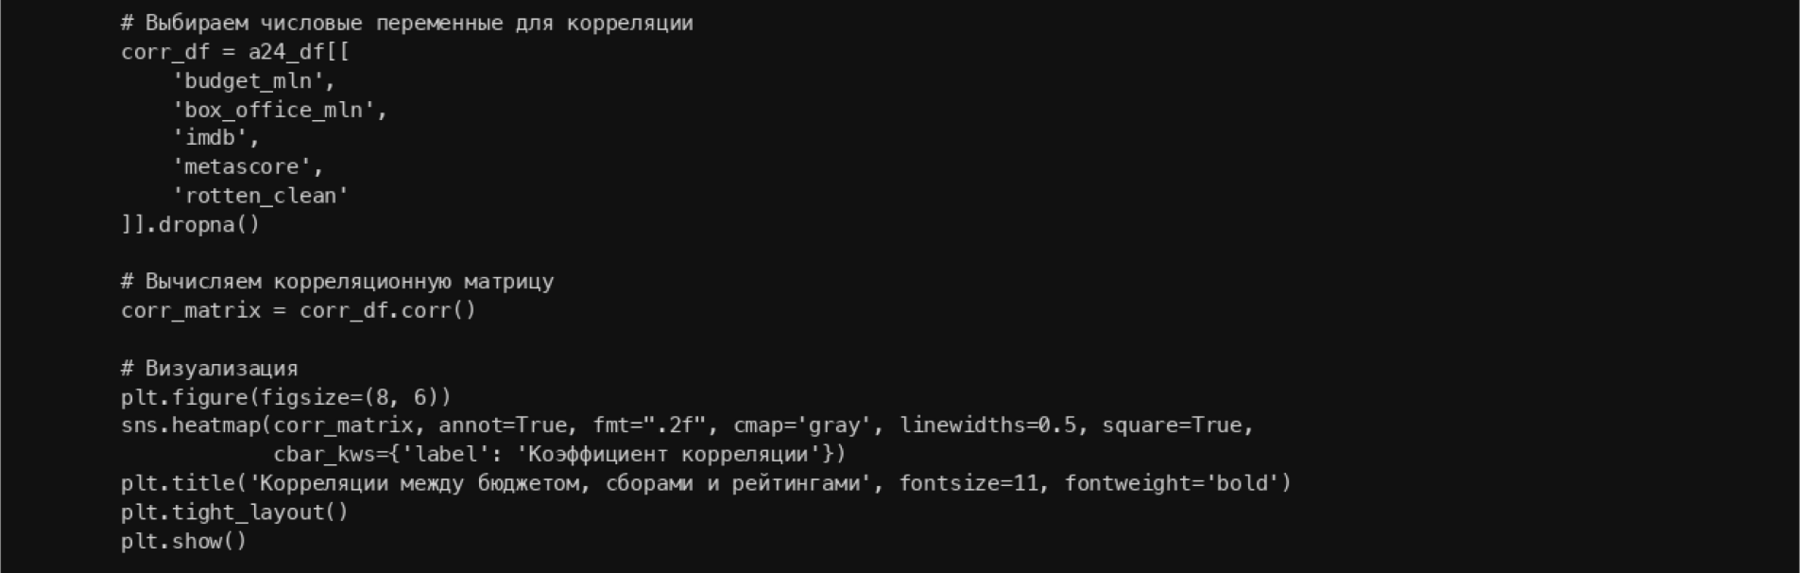 # Выбираем числовые переменные для корреляции
corr_df = a24_df[[
    'budget_mln',
    'box_office_mln',
    'imdb',
    'metascore',
    'rotten_clean'
]].dropna()

# Вычисляем корреляционную матрицу
corr_matrix = corr_df.corr()

# Визуализация
plt.figure(figsize=(8, 6))
sns.heatmap(corr_matrix, annot=True, fmt=".2f", cmap='gray', linewidths=0.5, square=True,
            cbar_kws={'label': 'Коэффициент корреляции'})
plt.title('Корреляции между бюджетом, сборами и рейтингами', fontsize=11, fontweight='bold')
plt.tight_layout()
plt.show()